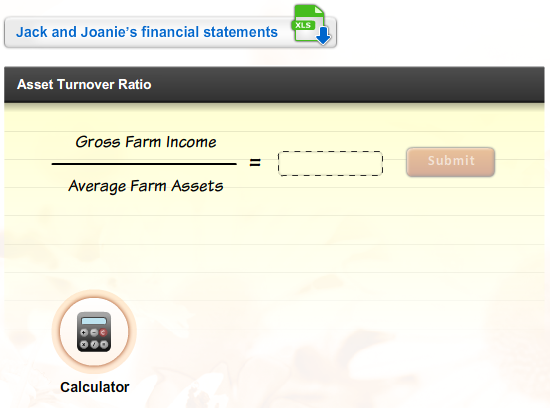 Jack and Joanie's financial statements
XLS
Asset Turnover Ratio
Gross Farm Income
=
Submit
Average Farm Assets
Calculator